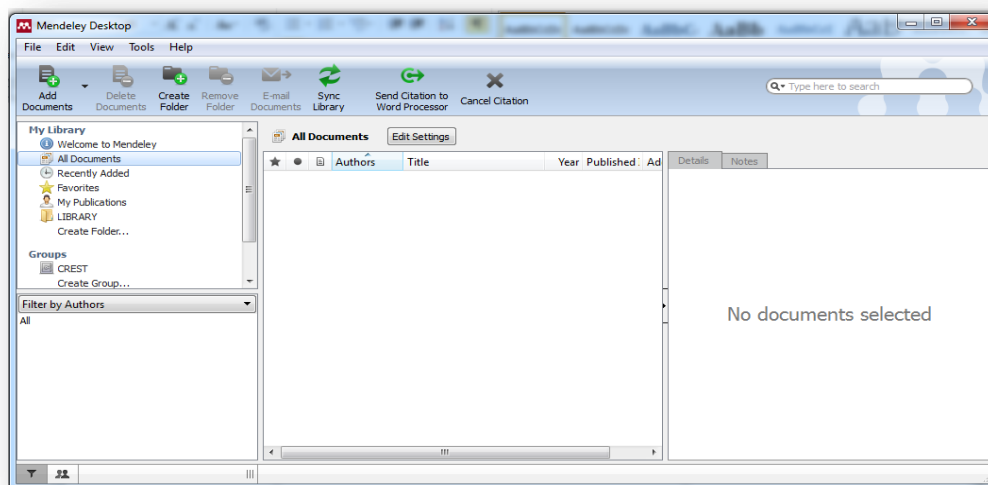 Mendeley Desktop
File Edit View Tools Help
Add Documents
Delete Documents
Create Folder
Remove Folder
E-mail Documents
Sync Library
Send Citation to Word Processor
Cancel Citation
Type here to search
My Library
Welcome to Mendeley
All Documents
Recently Added
Favorites
My Publications
LIBRARY
Create Folder...
Groups
CREST
Create Group...
Filter by Authors
All
All Documents Edit Settings
Authors Title Year Published Ad
Details Notes
No documents selected